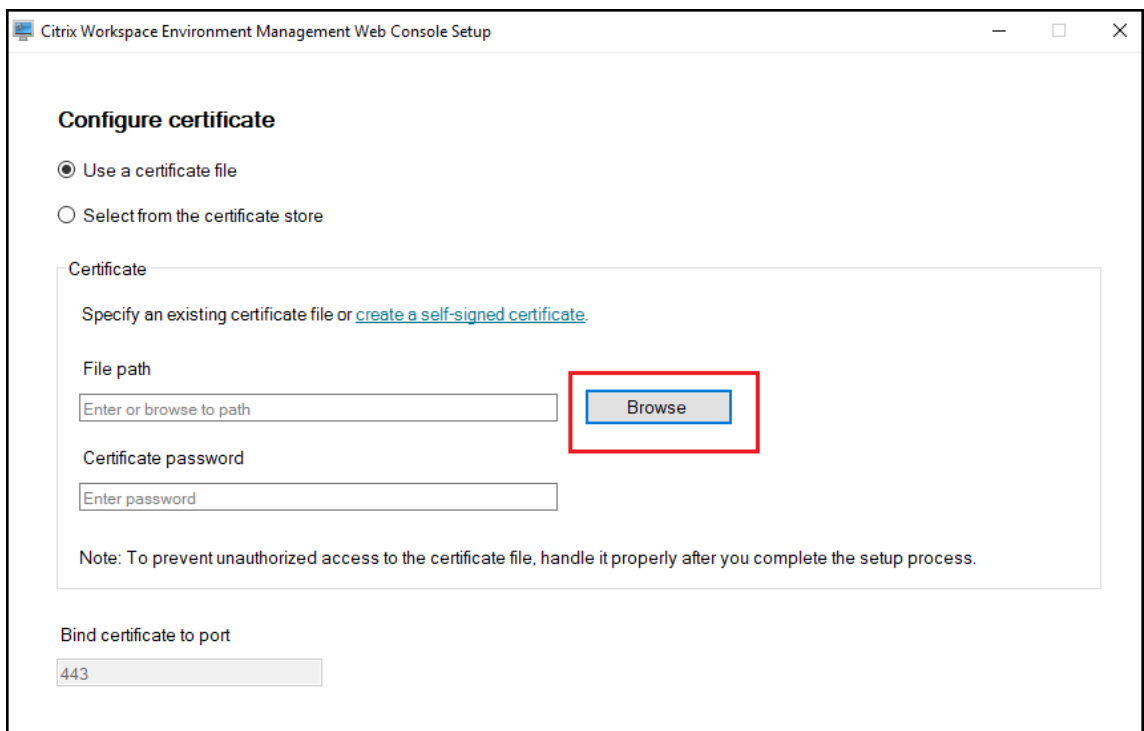 Citrix Workspace Environment Management Web Console Setup
Configure certificate
Use a certificate file
Select from the certificate store
Certificate
Specify an existing certificate file or create a self-signed certificate.
File path
Enter or browse to path
Browse
Certificate password
Enter password
Note: To prevent unauthorized access to the certificate file, handle it properly after you complete the setup process.
Bind certificate to port
443